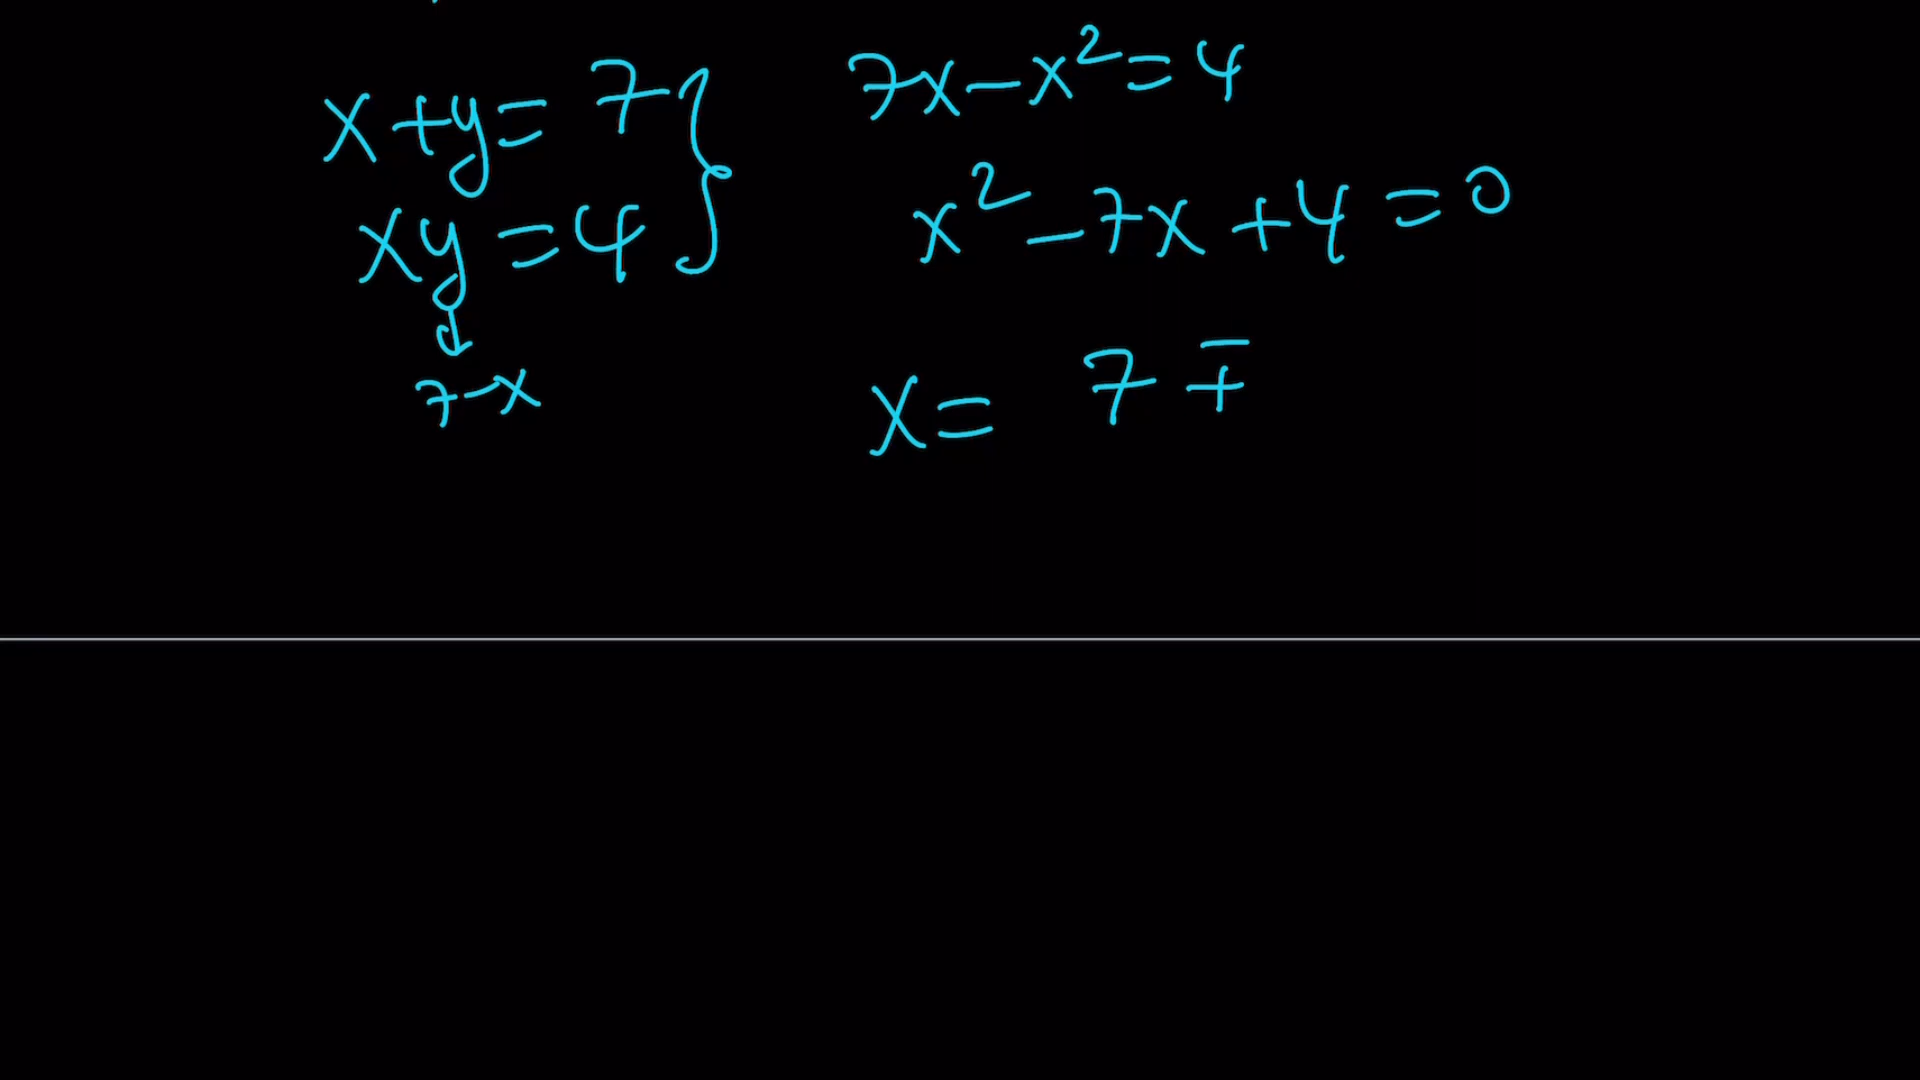 x+y=7
xy=4
7-x
7x-x²=4
x²-7x+4=0
x= 7∓